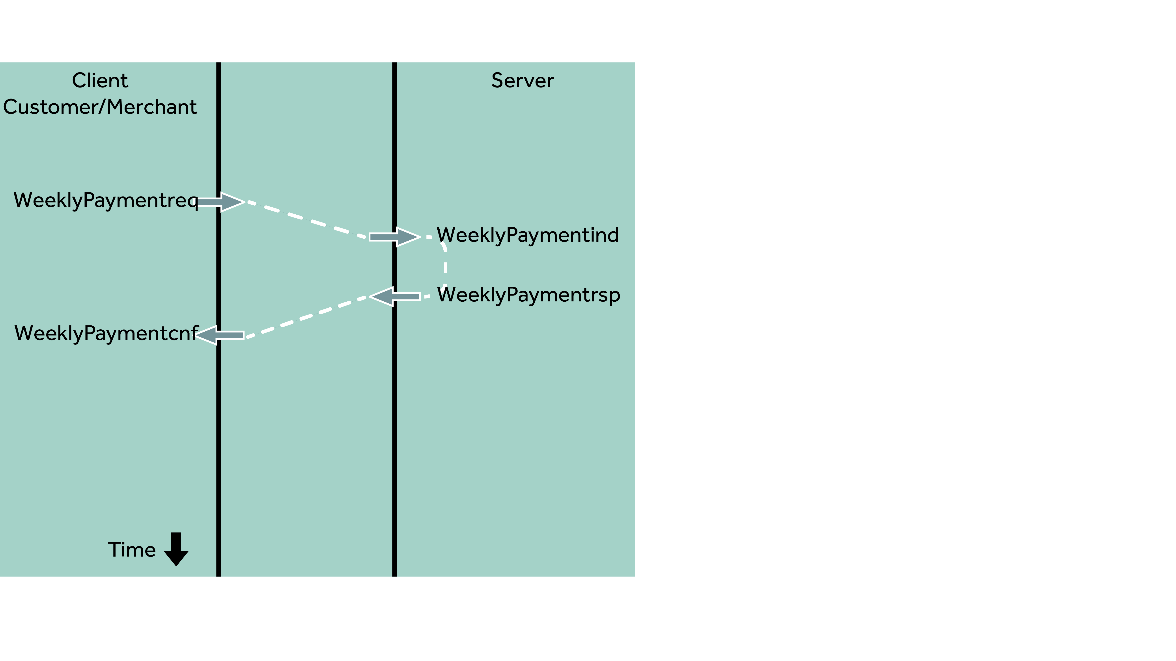 Client
Customer/Merchant
Server
WeeklyPaymentreq
WeeklyPaymentind
WeeklyPaymentrsp
WeeklyPaymentcnf
Time